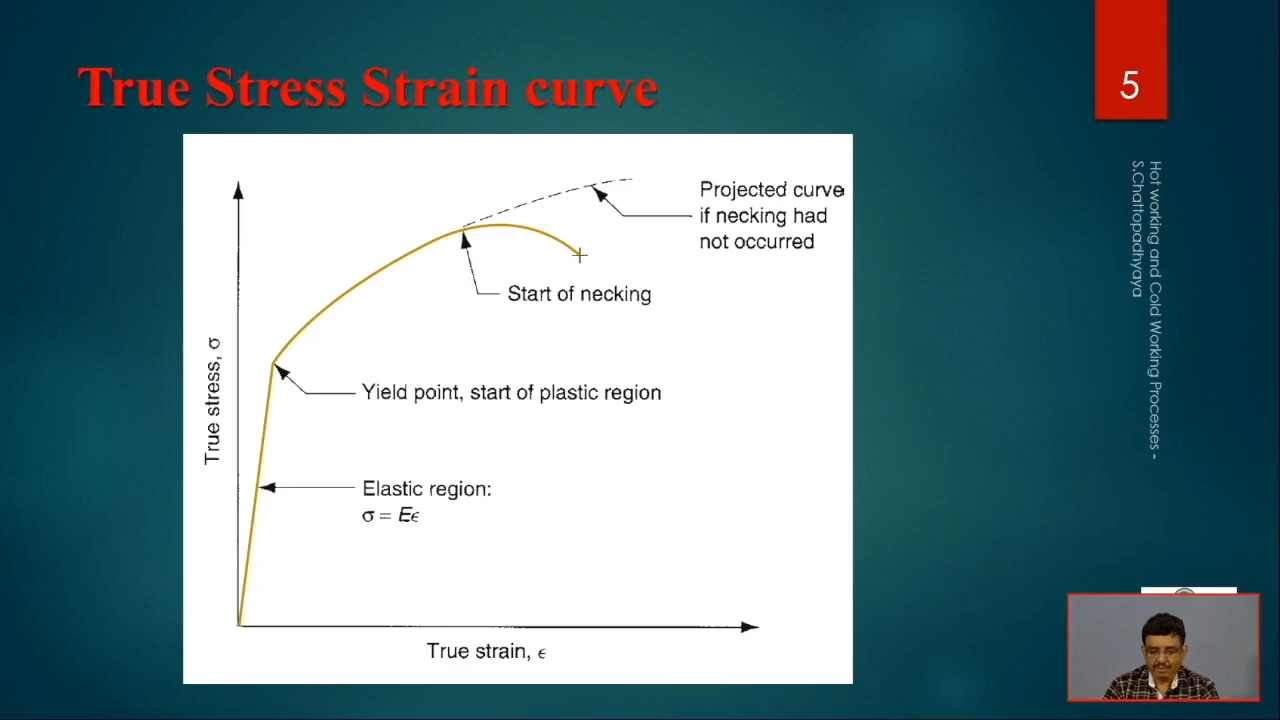 True Stress Strain curve
5
Hot working and Cold Working Processes -
S.Chattopadhyaya
Projected curve
if necking had
not occurred
Start of necking
True stress, σ
Yield point, start of plastic region
Elastic region:
σ = Eϵ
True strain, ϵ